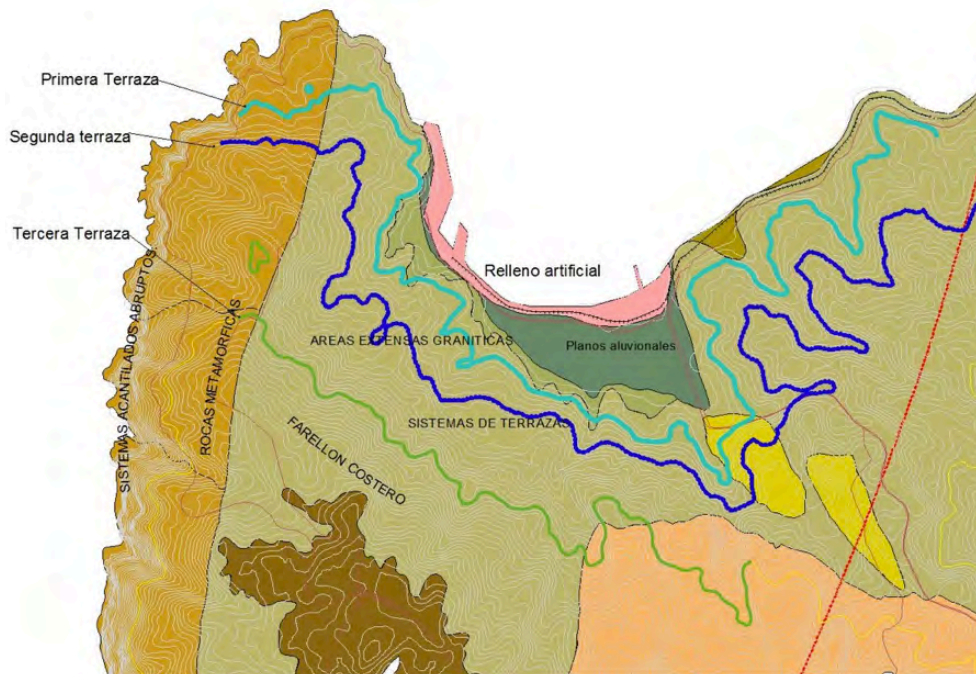 Primera Terraza
Segunda terraza
Tercera Terraza
Relleno artificial
Planos aluvionales
AREAS EXTENSAS GRANITICAS
SISTEMAS DE TERRAZAS
FARELLON COSTERO
ROCAS METAMORFICAS
SISTEMAS ACANTILADOS ABRUPTOS